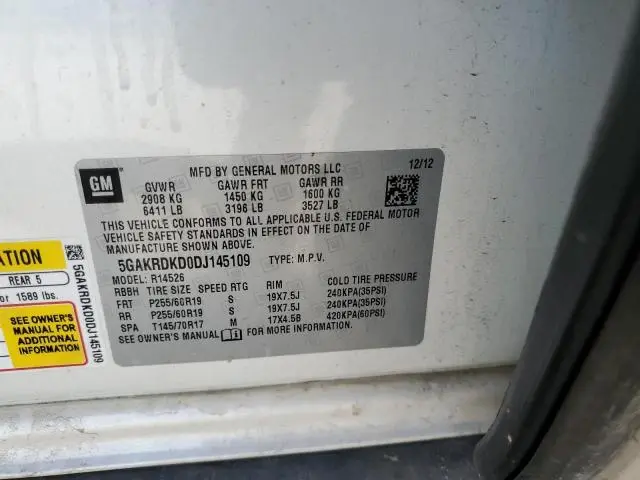 MFD BY GENERAL MOTORS LLC 12/12
GM
GVWR GAWR FRT GAWR RR
2908 KG 1450 KG 1600 KG
6411 LB 3196 LB 3527 LB
THIS VEHICLE CONFORMS TO ALL APPLICABLE U.S. FEDERAL MOTOR
VEHICLE SAFETY STANDARDS IN EFFECT ON THE DATE OF
MANUFACTURE SHOWN ABOVE.
5GAKRDKD0DJ145109 TYPE: M.P.V.
MODEL: R14526
RBBH TIRE SIZE SPEED RTG RIM COLD TIRE PRESSURE
FRT P255/60R19 S 19X7.5J 240KPA(35PSI)
RR P255/60R19 S 19X7.5J 240KPA(35PSI)
SPA T145/70R17 M 17X4.5B 420KPA(60PSI)
SEE OWNER'S MANUAL FOR MORE INFORMATION.
ATION
REAR 5
or 1589 lbs.
SEE OWNER'S
MANUAL FOR
ADDITIONAL
INFORMATION
5GAKRDKD0DJ145109